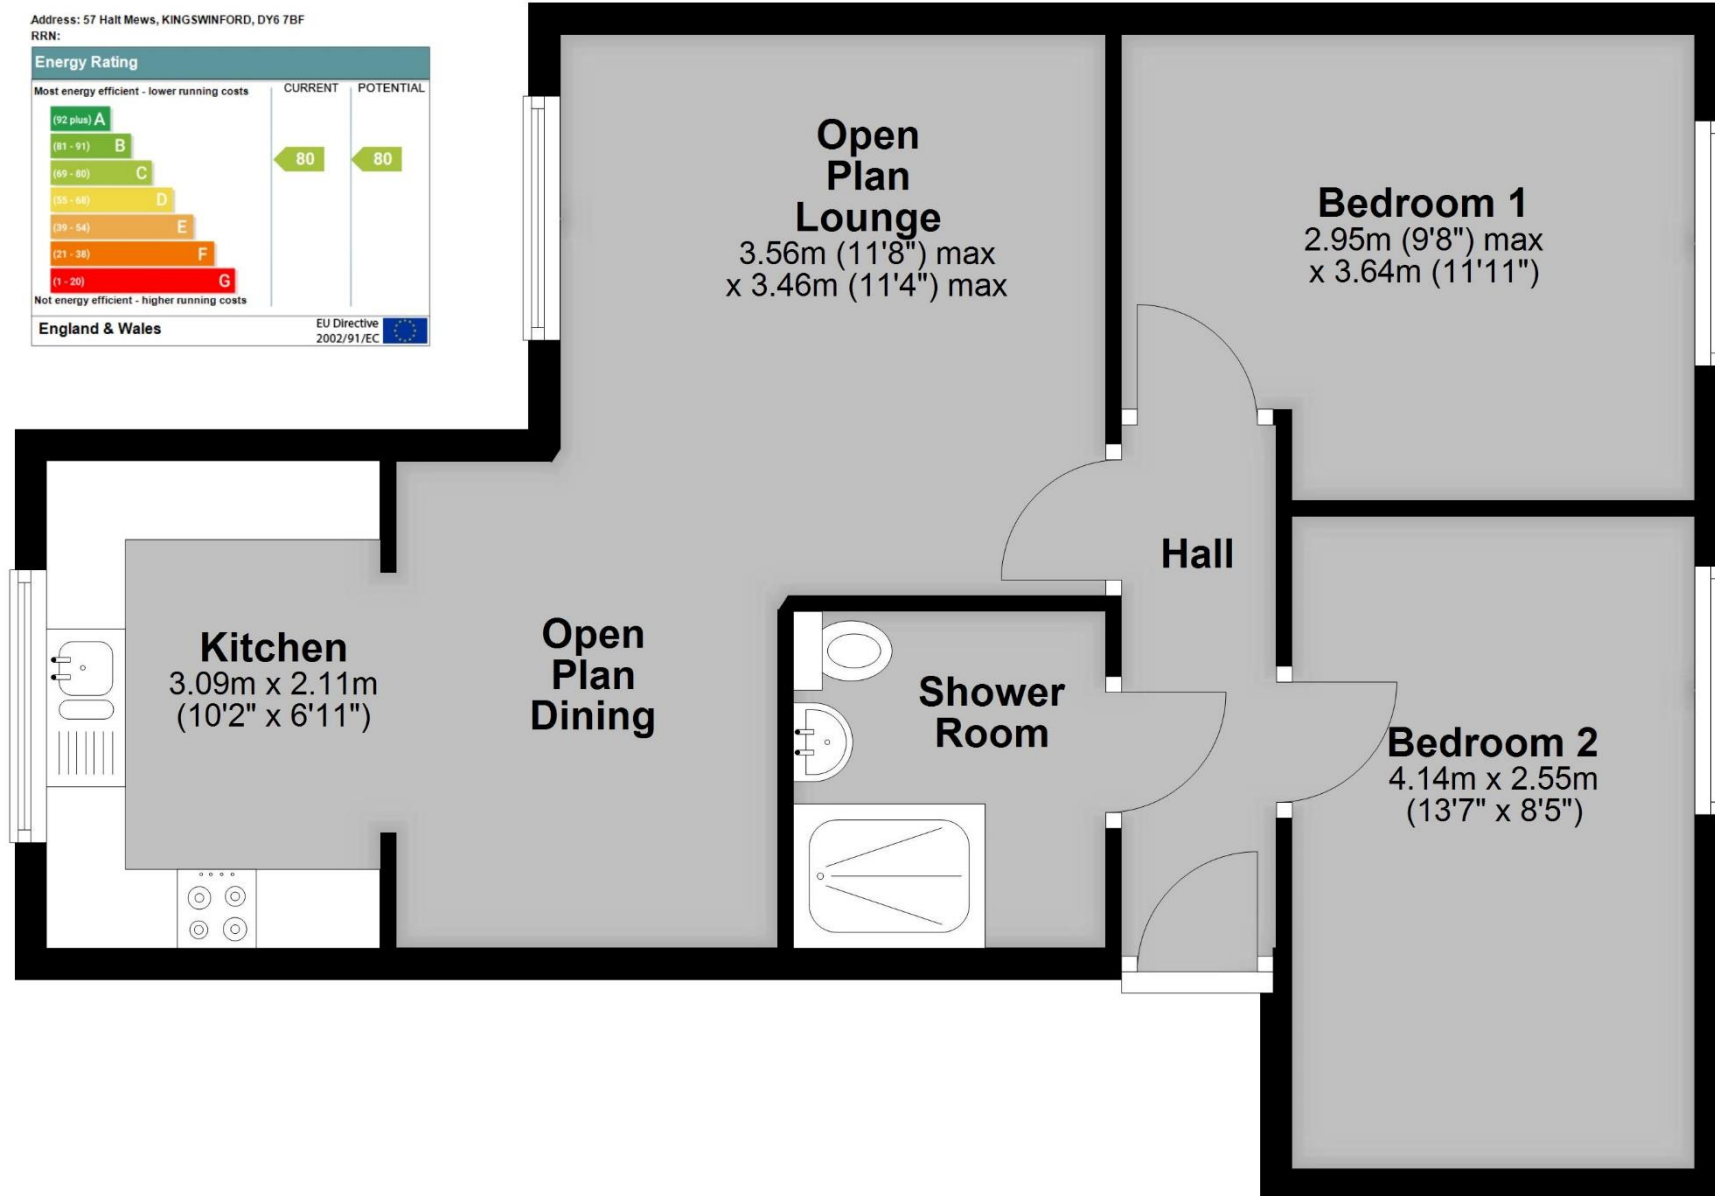 Address: 57 Halt Mews, KINGSWINFORD, DY6 7BF
RRN:
Energy Rating
Most energy efficient - lower running costs
CURRENT
POTENTIAL
(92 plus) A
(81 - 91) B
(69 - 80) C
(55 - 68) D
(39 - 54) E
(21 - 38) F
(1 - 20) G
80
80
Not energy efficient - higher running costs
England & Wales
EU Directive
2002/91/EC
Open
Plan
Lounge
3.56m (11'8") max
x 3.46m (11'4") max
Bedroom 1
2.95m (9'8") max
x 3.64m (11'11")
Hall
Kitchen
3.09m x 2.11m
(10'2" x 6'11")
Open
Plan
Dining
Shower
Room
Bedroom 2
4.14m x 2.55m
(13'7" x 8'5")